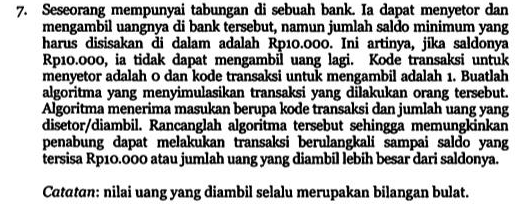 7. Seseorang mempunyai tabungan di sebuah bank. Ia dapat menyetor dan
mengambil uangnya di bank tersebut, namun jumlah saldo minimum yang
harus disisakan di dalam adalah Rp10.000. Ini artinya, jika saldonya
Rp10.000, ia tidak dapat mengambil uang lagi. Kode transaksi untuk
menyetor adalah 0 dan kode transaksi untuk mengambil adalah 1. Buatlah
algoritma yang menyimulasikan transaksi yang dilakukan orang tersebut.
Algoritma menerima masukan berupa kode transaksi dan jumlah uang yang
disetor/diambil. Rancanglah algoritma tersebut sehingga memungkinkan
penabung dapat melakukan transaksi berulangkali sampai saldo yang
tersisa Rp10.000 atau jumlah uang yang diambil lebih besar dari saldonya.
Catatan: nilai uang yang diambil selalu merupakan bilangan bulat.